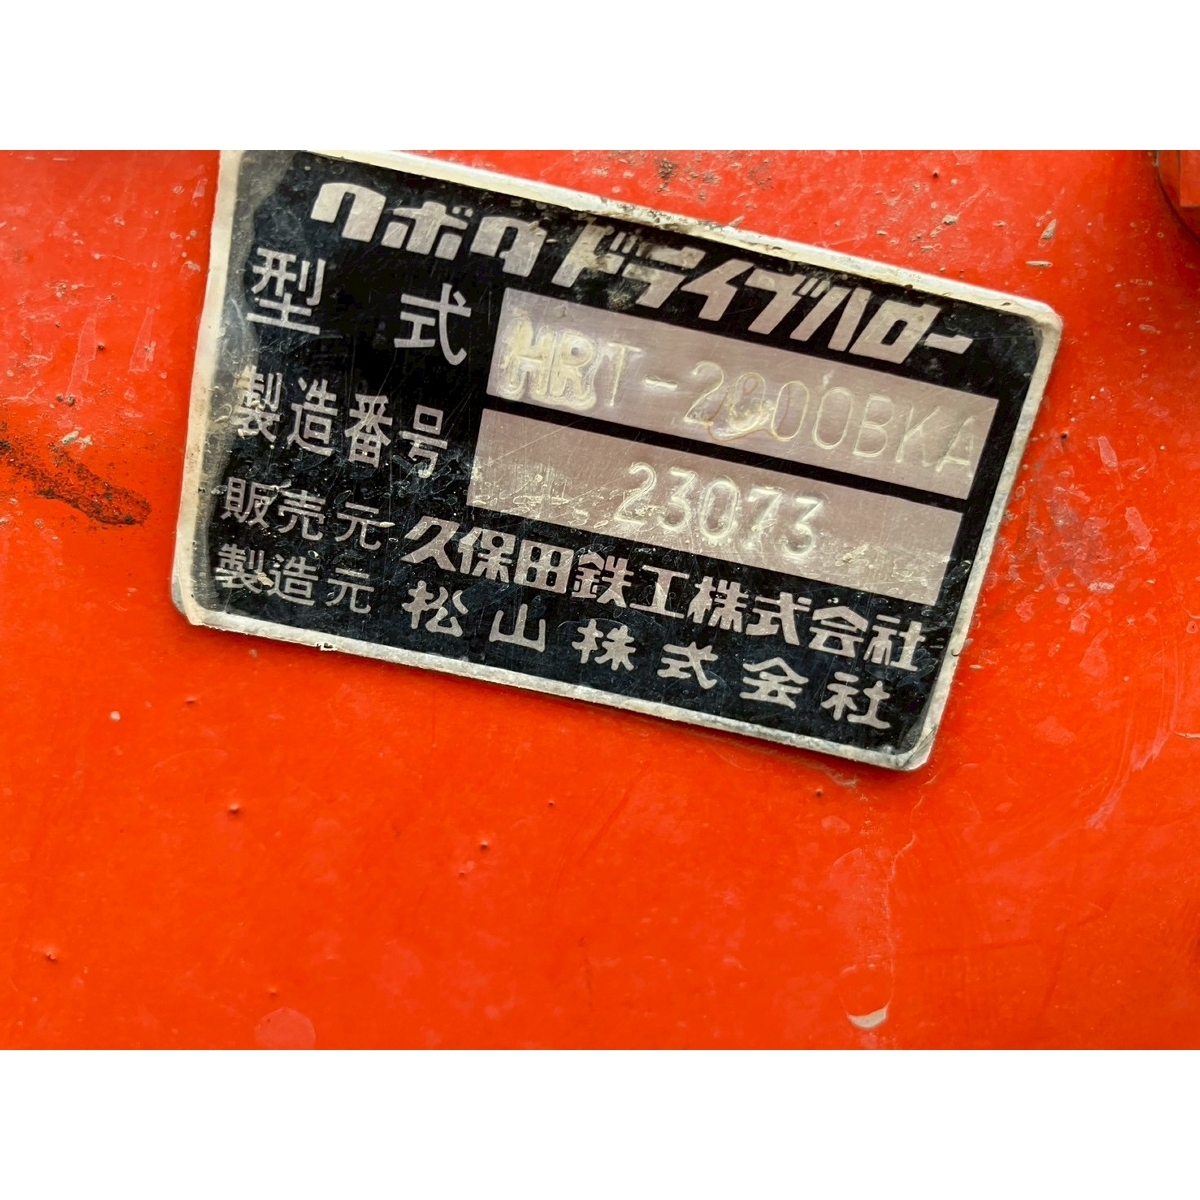 クボタドライブハロー
型式 HRT-2000BKA
製造番号 23073
販売元 久保田鉄工株式会社
製造元 松山株式会社